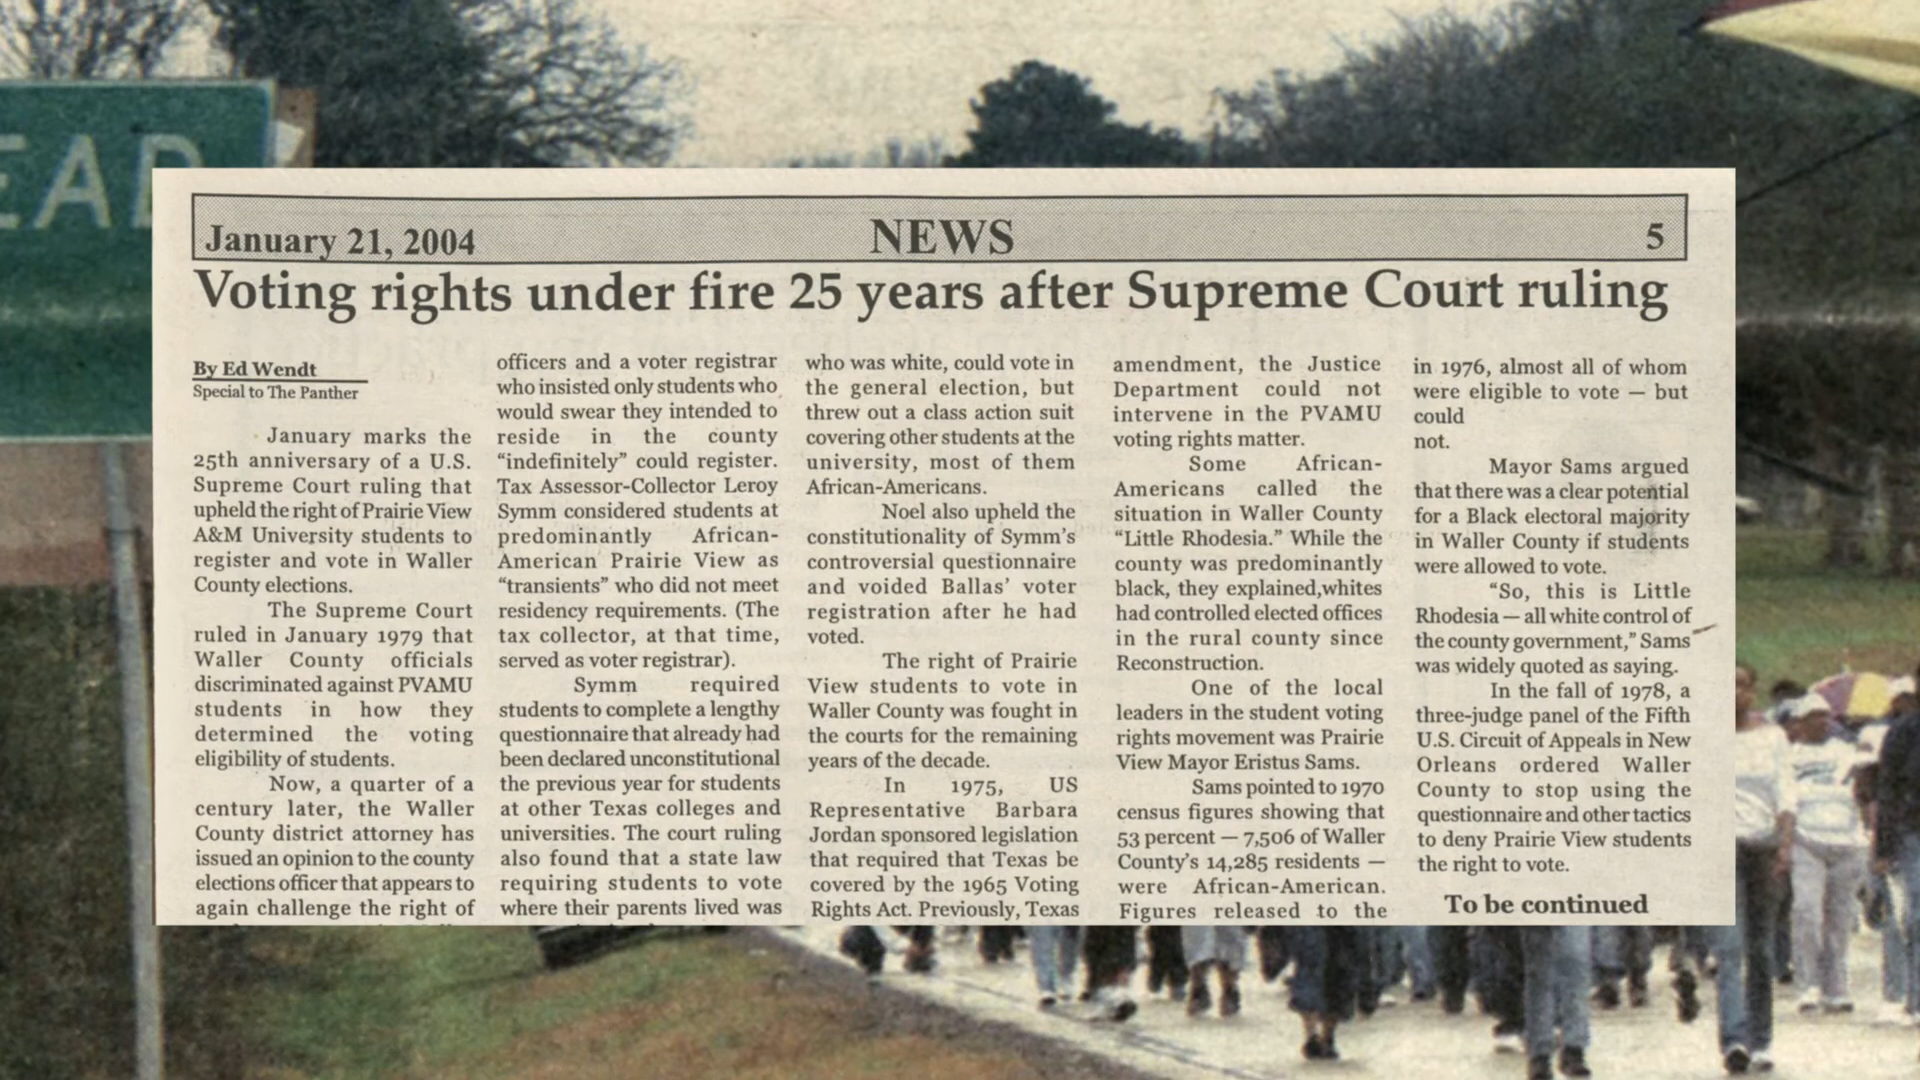 EAD
January 21, 2004 NEWS 5
Voting rights under fire 25 years after Supreme Court ruling
By Ed Wendt
Special to The Panther
January marks the
25th anniversary of a U.S.
Supreme Court ruling that
upheld the right of Prairie View
A&M University students to
register and vote in Waller
County elections.
The Supreme Court
ruled in January 1979 that
Waller County officials
discriminated against PVAMU
students in how they
determined the voting
eligibility of students.
Now, a quarter of a
century later, the Waller
County district attorney has
issued an opinion to the county
elections officer that appears to
again challenge the right of
officers and a voter registrar
who insisted only students who
would swear they intended to
reside in the county
“indefinitely” could register.
Tax Assessor-Collector Leroy
Symm considered students at
predominantly African-
American Prairie View as
“transients” who did not meet
residency requirements. (The
tax collector, at that time,
served as voter registrar).
Symm required
students to complete a lengthy
questionnaire that already had
been declared unconstitutional
the previous year for students
at other Texas colleges and
universities. The court ruling
also found that a state law
requiring students to vote
where their parents lived was
who was white, could vote in
the general election, but
threw out a class action suit
covering other students at the
university, most of them
African-Americans.
Noel also upheld the
constitutionality of Symm’s
controversial questionnaire
and voided Ballas’ voter
registration after he had
voted.
The right of Prairie
View students to vote in
Waller County was fought in
the courts for the remaining
years of the decade.
In 1975, US
Representative Barbara
Jordan sponsored legislation
that required that Texas be
covered by the 1965 Voting
Rights Act. Previously, Texas
amendment, the Justice
Department could not
intervene in the PVAMU
voting rights matter.
Some African-
Americans called the
situation in Waller County
“Little Rhodesia.” While the
county was predominantly
black, they explained,whites
had controlled elected offices
in the rural county since
Reconstruction.
One of the local
leaders in the student voting
rights movement was Prairie
View Mayor Eristus Sams.
Sams pointed to 1970
census figures showing that
53 percent — 7,506 of Waller
County’s 14,285 residents —
were African-American.
Figures released to the
in 1976, almost all of whom
were eligible to vote — but
could
not.
Mayor Sams argued
that there was a clear potential
for a Black electoral majority
in Waller County if students
were allowed to vote.
“So, this is Little
Rhodesia — all white control of
the county government,” Sams
was widely quoted as saying.
In the fall of 1978, a
three-judge panel of the Fifth
U.S. Circuit of Appeals in New
Orleans ordered Waller
County to stop using the
questionnaire and other tactics
to deny Prairie View students
the right to vote.
To be continued